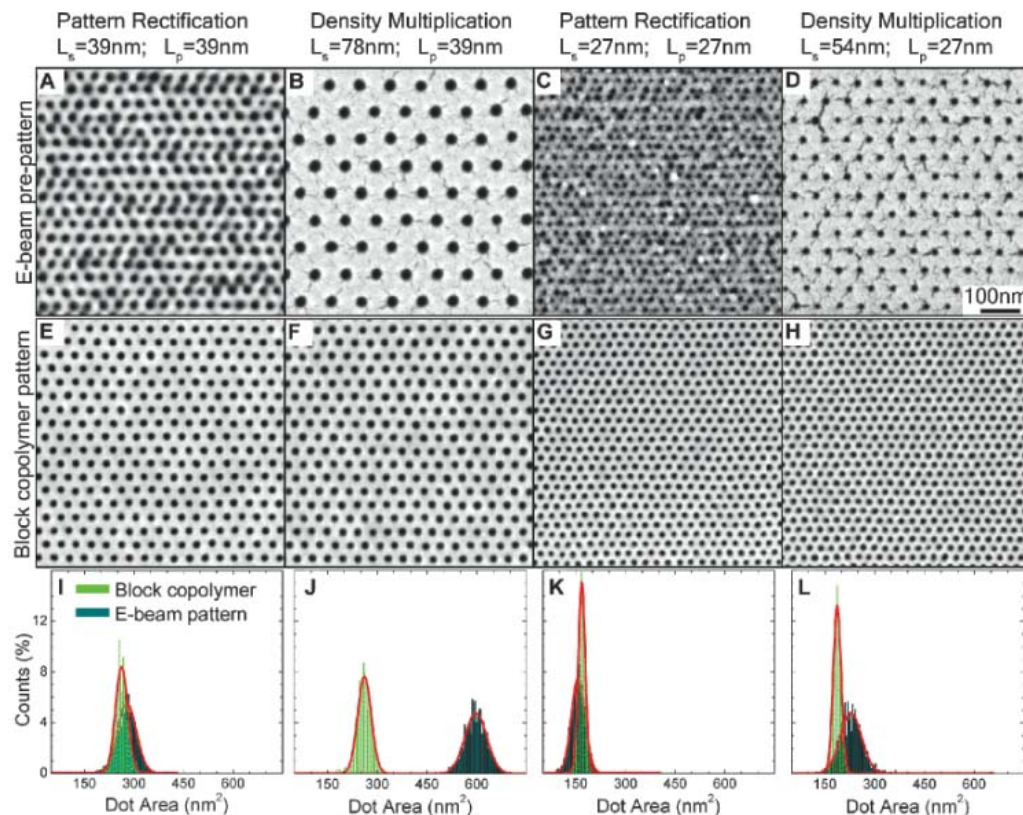 Pattern Rectification
Density Multiplication
Pattern Rectification
Density Multiplication
Lₛ=39nm; Lₚ=39nm
Lₛ=78nm; Lₚ=39nm
Lₛ=27nm; Lₚ=27nm
Lₛ=54nm; Lₚ=27nm
E-beam pre-pattern
A
B
C
D
100nm
Block copolymer pattern
E
F
G
H
Counts (%)
I
Block copolymer
E-beam pattern
J
K
L
12
8
4
0
150 300 450 600
150 300 450 600
150 300 450 600
150 300 450 600
Dot Area (nm²)
Dot Area (nm²)
Dot Area (nm²)
Dot Area (nm²)